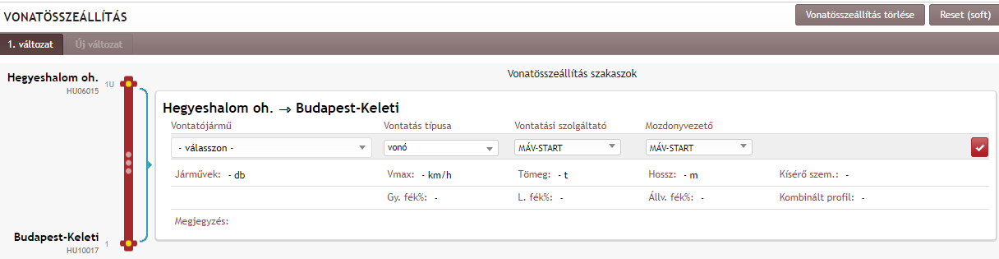 VONATÖSSZEÁLLÍTÁS
Vonatösszeállítás törlése
Reset (soft)
1. változat
Új változat
Hegyeshalom oh.
HU06015
1U
Vonatösszeállítás szakaszok
Hegyeshalom oh. → Budapest-Keleti
Vontatójármű Vontatás típusa Vontatási szolgáltató Mozdonyvezető
- válasszon - vonó MÁV-START MÁV-START
Járművek: - db Vmax: - km/h Tömeg: - t Hossz: - m Kísérő szem.: -
Gy. fék%: - L. fék%: - Állv. fék%: - Kombinált profil: -
Megjegyzés:
Budapest-Keleti
HU10017
1